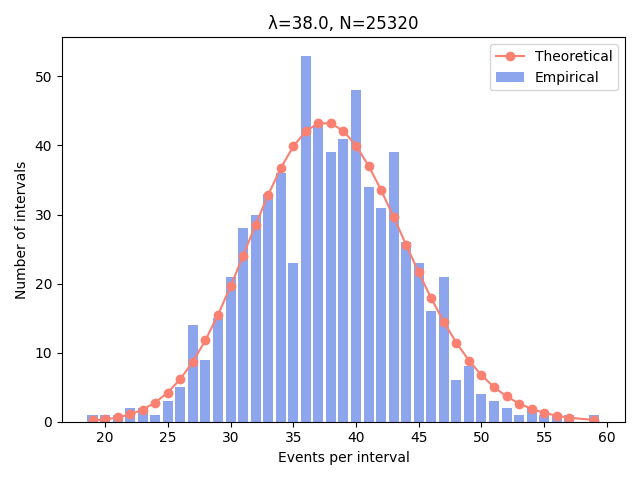 λ=38.0, N=25320
Theoretical
Empirical
Number of intervals
50
40
30
20
10
0
20 25 30 35 40 45 50 55 60
Events per interval